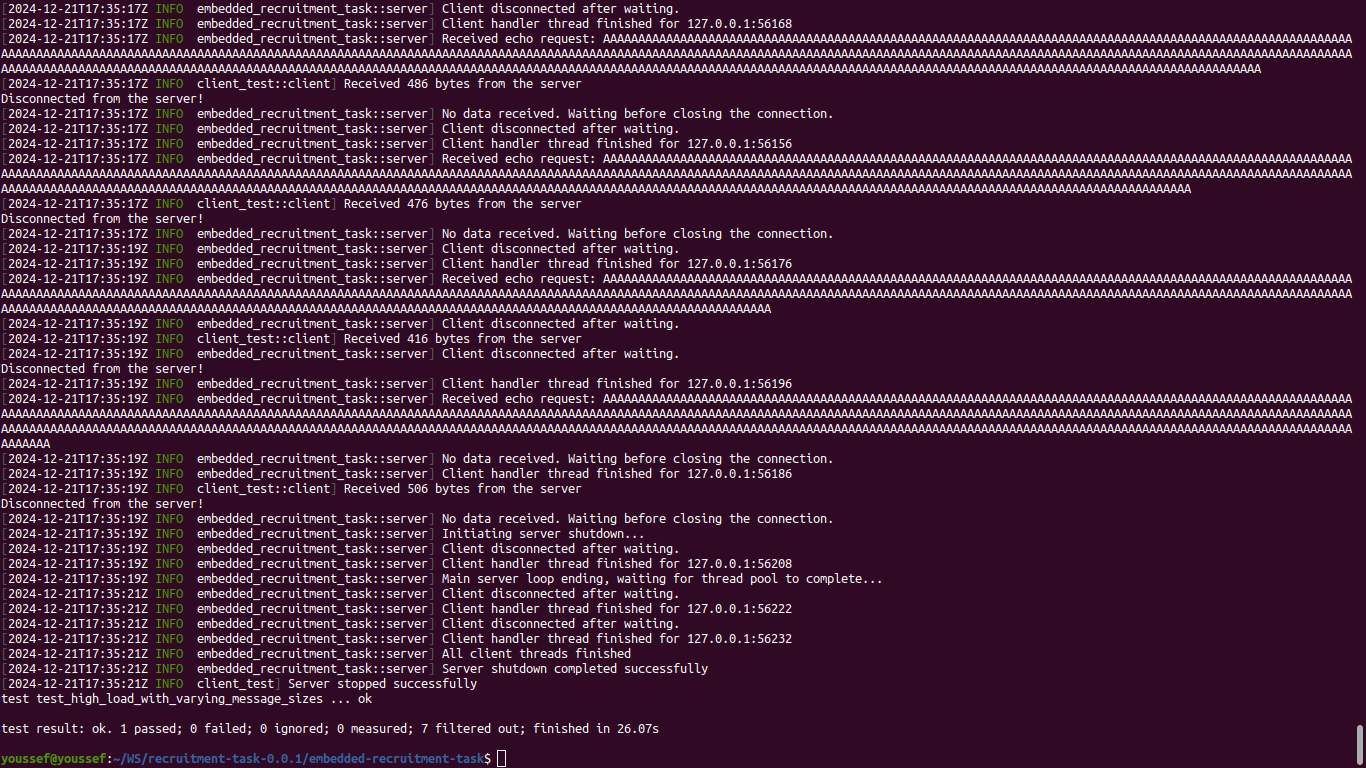 [2024-12-21T17:35:17Z INFO  embedded_recruitment_task::server] Client disconnected after waiting.
[2024-12-21T17:35:17Z INFO  embedded_recruitment_task::server] Client handler thread finished for 127.0.0.1:56168
[2024-12-21T17:35:17Z INFO  embedded_recruitment_task::server] Received echo request: AAAAAAAAAAAAAAAAAAAAAAAAAAAAAAAAAAAAAAAAAAAAAAAAAAAAAAAAAAAAAAAAAAAAAAAAAAAAAAAAAAAAAAAAAAAAAAAAAAAAAAAAAAA
AAAAAAAAAAAAAAAAAAAAAAAAAAAAAAAAAAAAAAAAAAAAAAAAAAAAAAAAAAAAAAAAAAAAAAAAAAAAAAAAAAAAAAAAAAAAAAAAAAAAAAAAAAAAAAAAAAAAAAAAAAAAAAAAAAAAAAAAAAAAAAAAAAAAAAAAAAAAAAAAAAAAAAAAAAAAAAAAAAAAAAAAAAAAA
AAAAAAAAAAAAAAAAAAAAAAAAAAAAAAAAAAAAAAAAAAAAAAAAAAAAAAAAAAAAAAAAAAAAAAAAAAAAAAAAAAAAAAAAAAAAAAAAAAAAAAAAAAAAAAAAAAAAAAAAAAAAAAAAAAAAAAAAAAAAAAAAAAAAAAAAAAAAAAAAAAAAAAAAAAAAAAAAAAAA
[2024-12-21T17:35:17Z INFO  client_test::client] Received 486 bytes from the server
Disconnected from the server!
[2024-12-21T17:35:17Z INFO  embedded_recruitment_task::server] No data received. Waiting before closing the connection.
[2024-12-21T17:35:17Z INFO  embedded_recruitment_task::server] Client disconnected after waiting.
[2024-12-21T17:35:17Z INFO  embedded_recruitment_task::server] Client handler thread finished for 127.0.0.1:56156
[2024-12-21T17:35:17Z INFO  embedded_recruitment_task::server] Received echo request: AAAAAAAAAAAAAAAAAAAAAAAAAAAAAAAAAAAAAAAAAAAAAAAAAAAAAAAAAAAAAAAAAAAAAAAAAAAAAAAAAAAAAAAAAAAAAAAAAAAAAAAAAAA
AAAAAAAAAAAAAAAAAAAAAAAAAAAAAAAAAAAAAAAAAAAAAAAAAAAAAAAAAAAAAAAAAAAAAAAAAAAAAAAAAAAAAAAAAAAAAAAAAAAAAAAAAAAAAAAAAAAAAAAAAAAAAAAAAAAAAAAAAAAAAAAAAAAAAAAAAAAAAAAAAAAAAAAAAAAAAAAAAAAAAAAAAAAAA
AAAAAAAAAAAAAAAAAAAAAAAAAAAAAAAAAAAAAAAAAAAAAAAAAAAAAAAAAAAAAAAAAAAAAAAAAAAAAAAAAAAAAAAAAAAAAAAAAAAAAAAAAAAAAAAAAAAAAAAAAAAAAAAAAAAAAAAAAAAAAAAAAAAAAAAAAAAAAAAAAAAAAAAAAA
[2024-12-21T17:35:17Z INFO  client_test::client] Received 476 bytes from the server
Disconnected from the server!
[2024-12-21T17:35:17Z INFO  embedded_recruitment_task::server] No data received. Waiting before closing the connection.
[2024-12-21T17:35:19Z INFO  embedded_recruitment_task::server] Client disconnected after waiting.
[2024-12-21T17:35:19Z INFO  embedded_recruitment_task::server] Client handler thread finished for 127.0.0.1:56176
[2024-12-21T17:35:19Z INFO  embedded_recruitment_task::server] Received echo request: AAAAAAAAAAAAAAAAAAAAAAAAAAAAAAAAAAAAAAAAAAAAAAAAAAAAAAAAAAAAAAAAAAAAAAAAAAAAAAAAAAAAAAAAAAAAAAAAAAAAAAAAAAA
AAAAAAAAAAAAAAAAAAAAAAAAAAAAAAAAAAAAAAAAAAAAAAAAAAAAAAAAAAAAAAAAAAAAAAAAAAAAAAAAAAAAAAAAAAAAAAAAAAAAAAAAAAAAAAAAAAAAAAAAAAAAAAAAAAAAAAAAAAAAAAAAAAAAAAAAAAAAAAAAAAAAAAAAAAAAAAAAAAAAAAAAAAAAA
AAAAAAAAAAAAAAAAAAAAAAAAAAAAAAAAAAAAAAAAAAAAAAAAAAAAAAAAAAAAAAAAAAAAAAAAAAAAAAAAAAAAAAAAAAAAAAAAAAAAAAAAAAAAAA
[2024-12-21T17:35:19Z INFO  embedded_recruitment_task::server] Client disconnected after waiting.
[2024-12-21T17:35:19Z INFO  client_test::client] Received 416 bytes from the server
[2024-12-21T17:35:19Z INFO  embedded_recruitment_task::server] Client disconnected after waiting.
Disconnected from the server!
[2024-12-21T17:35:19Z INFO  embedded_recruitment_task::server] Client handler thread finished for 127.0.0.1:56196
[2024-12-21T17:35:19Z INFO  embedded_recruitment_task::server] Received echo request: AAAAAAAAAAAAAAAAAAAAAAAAAAAAAAAAAAAAAAAAAAAAAAAAAAAAAAAAAAAAAAAAAAAAAAAAAAAAAAAAAAAAAAAAAAAAAAAAAAAAAAAAAAA
AAAAAAAAAAAAAAAAAAAAAAAAAAAAAAAAAAAAAAAAAAAAAAAAAAAAAAAAAAAAAAAAAAAAAAAAAAAAAAAAAAAAAAAAAAAAAAAAAAAAAAAAAAAAAAAAAAAAAAAAAAAAAAAAAAAAAAAAAAAAAAAAAAAAAAAAAAAAAAAAAAAAAAAAAAAAAAAAAAAAAAAAAAAAA
AAAAAAAAAAAAAAAAAAAAAAAAAAAAAAAAAAAAAAAAAAAAAAAAAAAAAAAAAAAAAAAAAAAAAAAAAAAAAAAAAAAAAAAAAAAAAAAAAAAAAAAAAAAAAAAAAAAAAAAAAAAAAAAAAAAAAAAAAAAAAAAAAAAAAAAAAAAAAAAAAAAAAAAAAAAAAAAAAAAAAAAAAAAAA
AAAAAAA
[2024-12-21T17:35:19Z INFO  embedded_recruitment_task::server] No data received. Waiting before closing the connection.
[2024-12-21T17:35:19Z INFO  embedded_recruitment_task::server] Client handler thread finished for 127.0.0.1:56186
[2024-12-21T17:35:19Z INFO  client_test::client] Received 506 bytes from the server
Disconnected from the server!
[2024-12-21T17:35:19Z INFO  embedded_recruitment_task::server] No data received. Waiting before closing the connection.
[2024-12-21T17:35:19Z INFO  embedded_recruitment_task::server] Initiating server shutdown...
[2024-12-21T17:35:19Z INFO  embedded_recruitment_task::server] Client disconnected after waiting.
[2024-12-21T17:35:19Z INFO  embedded_recruitment_task::server] Client handler thread finished for 127.0.0.1:56208
[2024-12-21T17:35:19Z INFO  embedded_recruitment_task::server] Main server loop ending, waiting for thread pool to complete...
[2024-12-21T17:35:21Z INFO  embedded_recruitment_task::server] Client disconnected after waiting.
[2024-12-21T17:35:21Z INFO  embedded_recruitment_task::server] Client handler thread finished for 127.0.0.1:56222
[2024-12-21T17:35:21Z INFO  embedded_recruitment_task::server] Client disconnected after waiting.
[2024-12-21T17:35:21Z INFO  embedded_recruitment_task::server] Client handler thread finished for 127.0.0.1:56232
[2024-12-21T17:35:21Z INFO  embedded_recruitment_task::server] All client threads finished
[2024-12-21T17:35:21Z INFO  embedded_recruitment_task::server] Server shutdown completed successfully
[2024-12-21T17:35:21Z INFO  client_test] Server stopped successfully
test test_high_load_with_varying_message_sizes ... ok
test result: ok. 1 passed; 0 failed; 0 ignored; 0 measured; 7 filtered out; finished in 26.07s
youssef@youssef:~/WS/recruitment-task-0.0.1/embedded-recruitment-task$